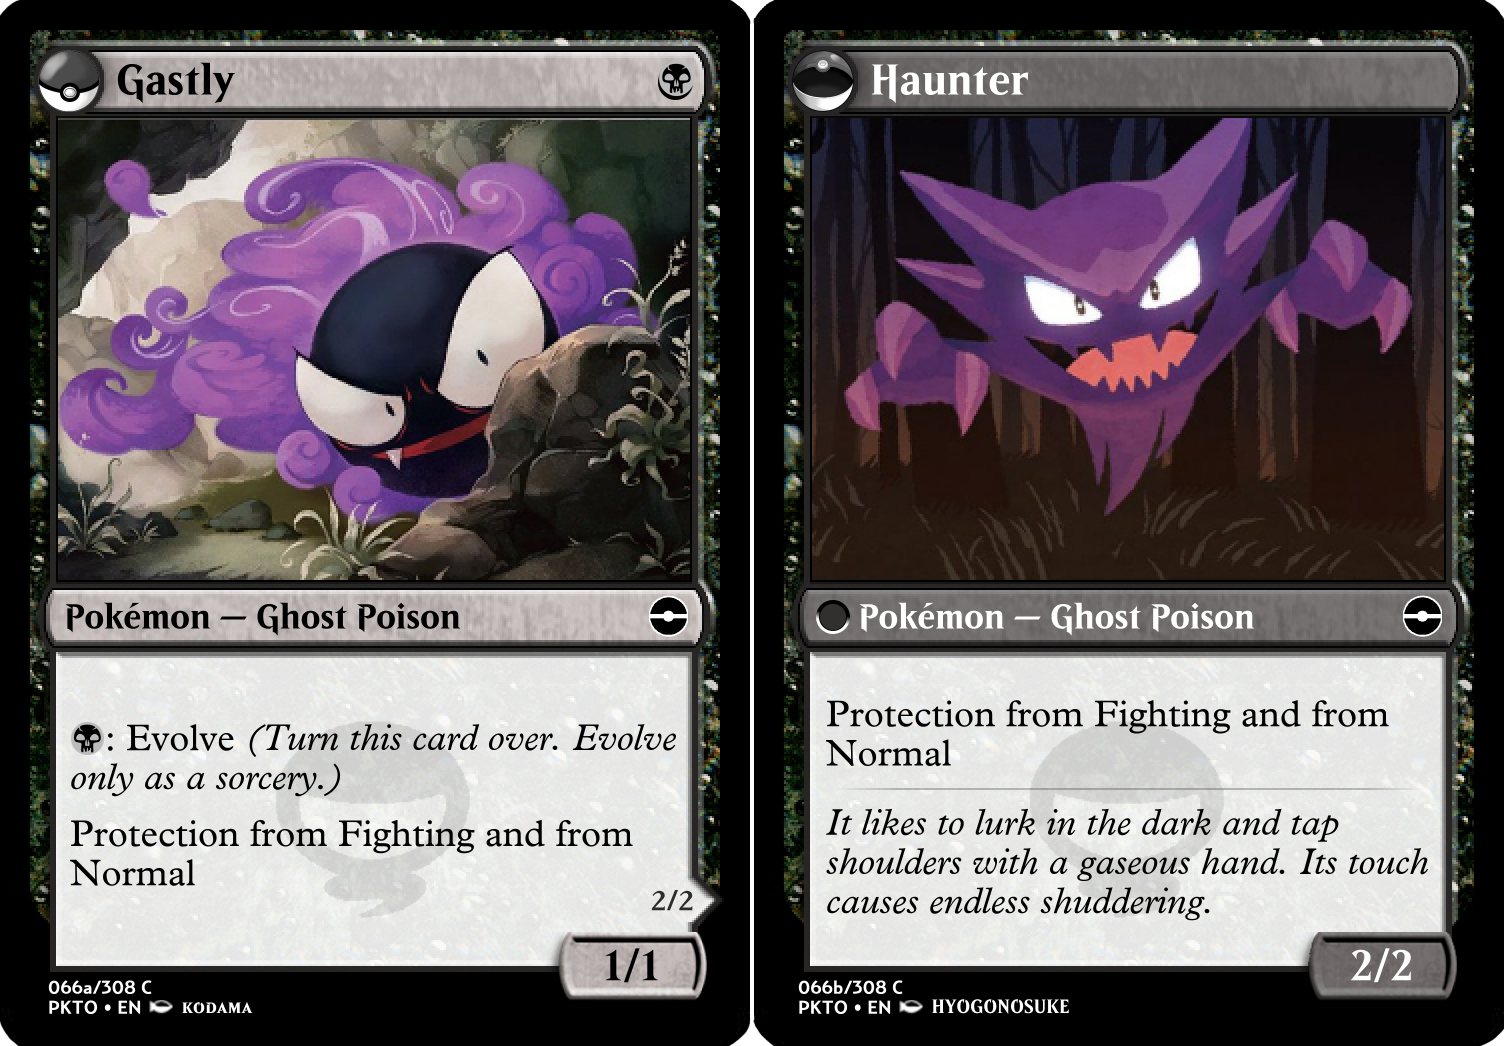 Gastly
Pokémon — Ghost Poison
: Evolve (Turn this card over. Evolve
only as a sorcery.)
Protection from Fighting and from
Normal
2/2
1/1
066a/308 C
PKTO • EN KODAMA
Haunter
Pokémon — Ghost Poison
Protection from Fighting and from
Normal
It likes to lurk in the dark and tap
shoulders with a gaseous hand. Its touch
causes endless shuddering.
2/2
066b/308 C
PKTO • EN HYOGONOSUKE